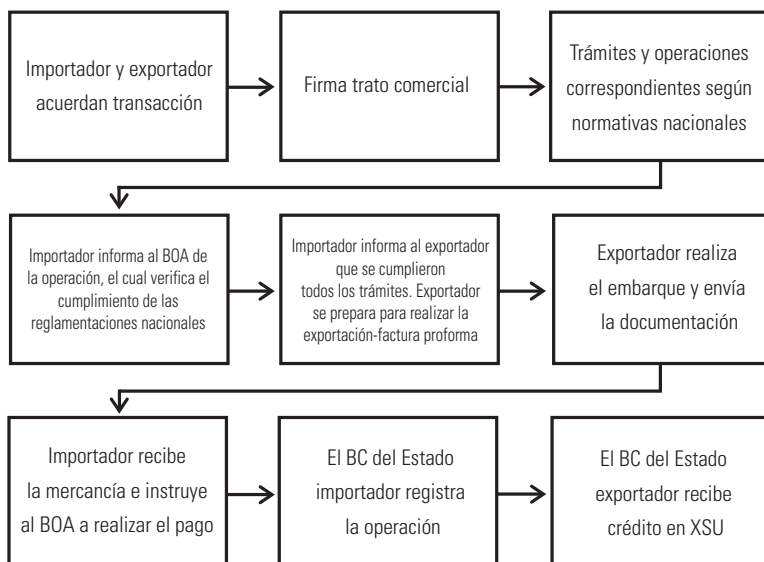 Importador y exportador
acuerdan transacción
Firma trato comercial
Trámites y operaciones
correspondientes según
normativas nacionales
Importador informa al BOA de
la operación, el cual verifica el
cumplimiento de las
reglamentaciones nacionales
Importador informa al exportador
que se cumplieron
todos los trámites. Exportador
se prepara para realizar la
exportación-factura proforma
Exportador realiza
el embarque y envía
la documentación
Importador recibe
la mercancía e instruye
al BOA a realizar el pago
El BC del Estado
importador registra
la operación
El BC del Estado
exportador recibe
crédito en XSU